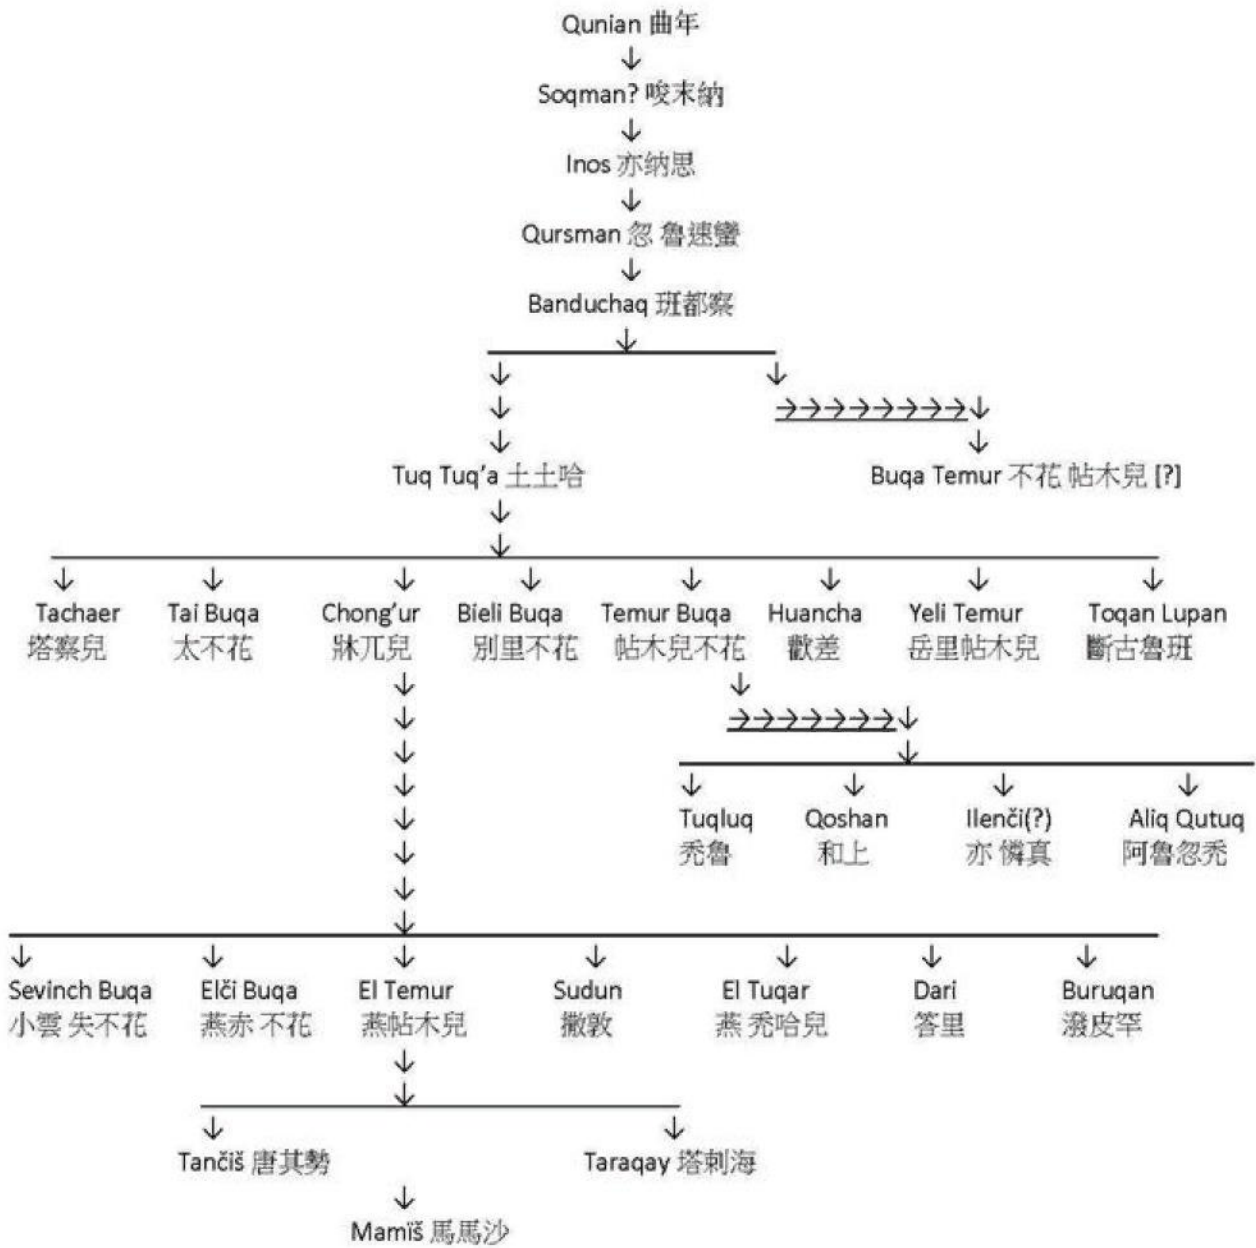 Qunian 曲年
Soqman? 唆末納
Inos 亦纳思
Qursman 忽 魯速蠻
Banduchaq 班都察
Tuq Tuq'a 土土哈
Buqa Temur 不花 帖木兒 [?]
Tachaer
Tai Buqa
Chong'ur
Bieli Buqa
Temur Buqa
Huancha
Yeli Temur
Toqan Lupan
塔察兒
太不花
牀兀兒
別里不花
帖木兒不花
歡差
岳里帖木兒
斷古魯班
Tuqluq
Qoshan
Ilenči(?)
Aliq Qutuq
禿魯
和上
亦 憐真
阿魯忽禿
Sevinch Buqa
Elči Buqa
El Temur
Sudun
El Tuqar
Dari
Buruqan
小雲 失不花
燕赤 不花
燕帖木兒
撒敦
燕 禿哈兒
答里
潑皮罕
Tančiš 唐其勢
Taraqay 塔剌海
Mamïš 馬馬沙